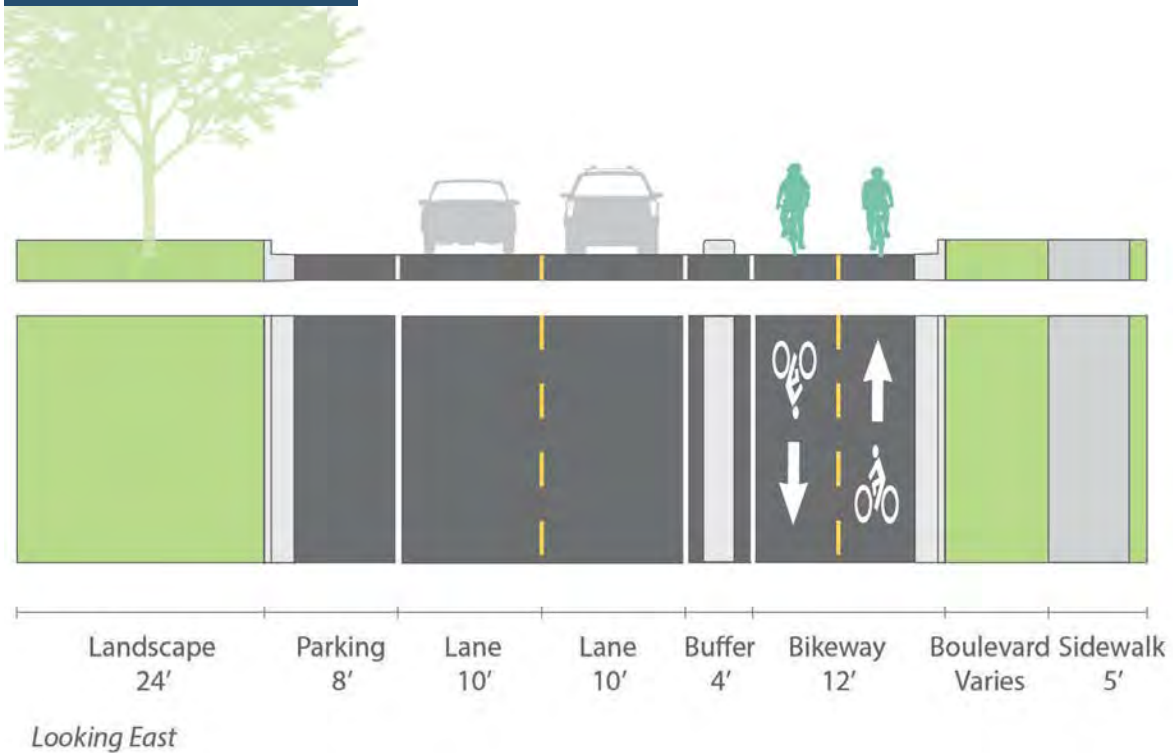 Landscape Parking Lane Lane Buffer Bikeway Boulevard Sidewalk
24’ 8’ 10’ 10’ 4’ 12’ Varies 5’
Looking East